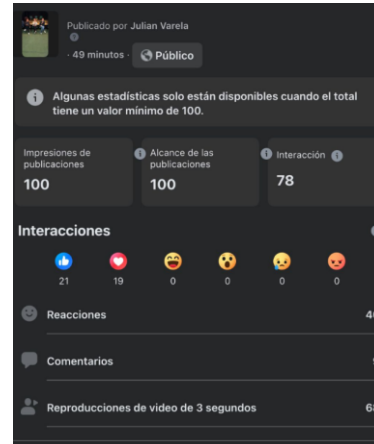 Publicado por Julian Varela
· 49 minutos · Público
Algunas estadísticas solo están disponibles cuando el total
tiene un valor mínimo de 100.
Impresiones de
publicaciones
100
Alcance de las
publicaciones
100
Interacción
78
Interacciones
21 19 0 0 0 0
Reacciones
Comentarios
Reproducciones de video de 3 segundos